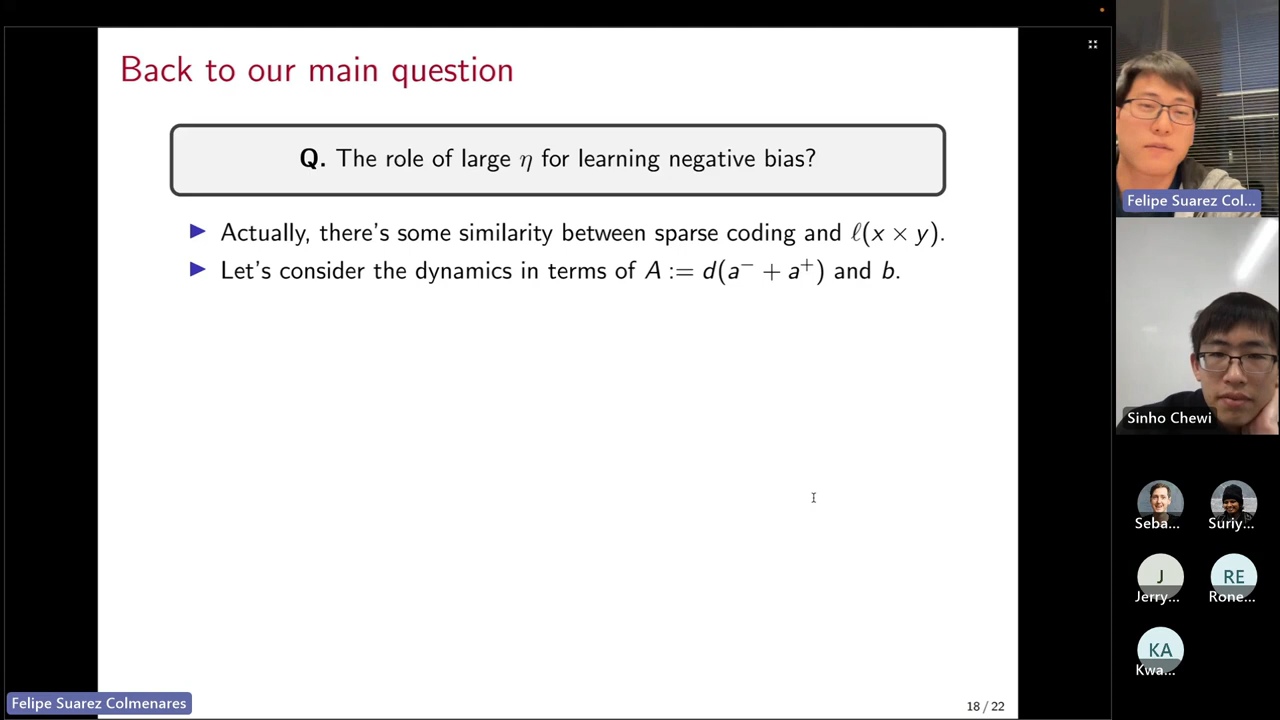 Back to our main question
Q. The role of large η for learning negative bias?
▶ Actually, there's some similarity between sparse coding and ℓ(x × y).
▶ Let's consider the dynamics in terms of A := d(a⁻ + a⁺) and b.
18 / 22
Felipe Suarez Colmenares
Felipe Suarez Col...
Sinho Chewi
Seba...
Suriy...
J
Jerry...
RE
Rone...
KA
Kwa...